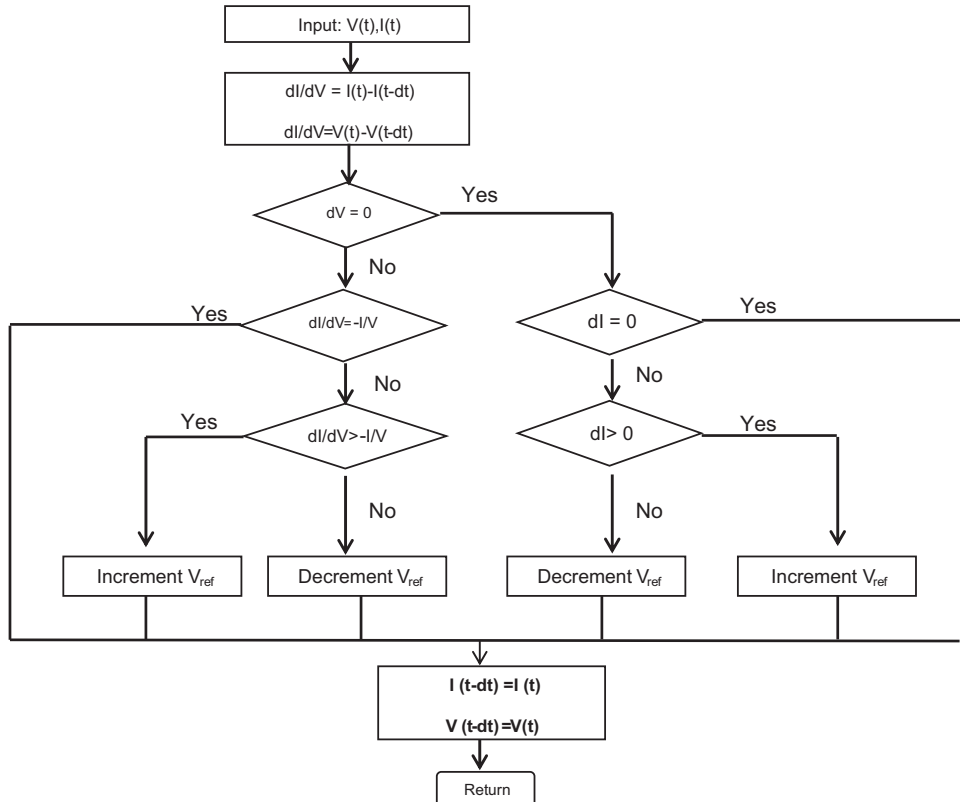 Input: V(t),I(t)
dI/dV = I(t)-I(t-dt)
dI/dV=V(t)-V(t-dt)
dV = 0
Yes
No
Yes
dI/dV=-I/V
dI = 0
Yes
No
No
Yes
dI/dV>-I/V
dI> 0
Yes
No
No
Increment Vref
Decrement Vref
Decrement Vref
Increment Vref
I (t-dt) =I (t)
V (t-dt)=V(t)
Return